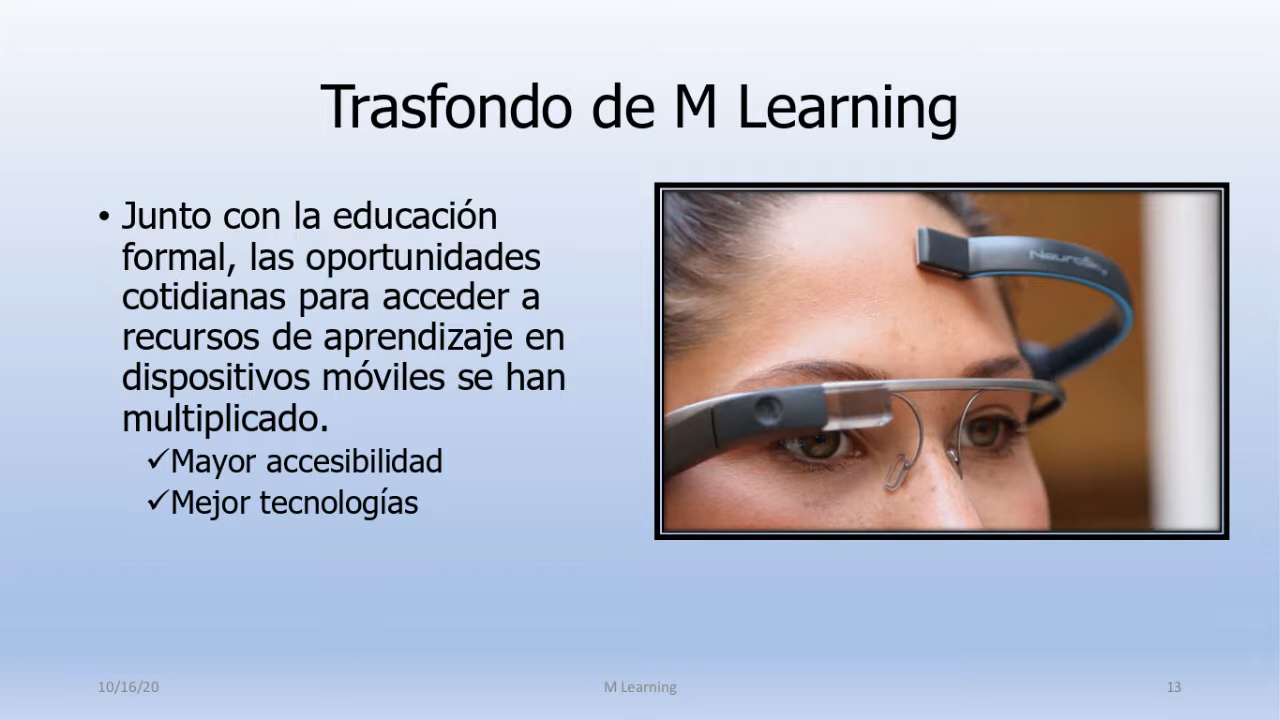 Trasfondo de M Learning
• Junto con la educación
formal, las oportunidades
cotidianas para acceder a
recursos de aprendizaje en
dispositivos móviles se han
multiplicado.
✓Mayor accesibilidad
✓Mejor tecnologías
NeuroSky
10/16/20
M Learning
13